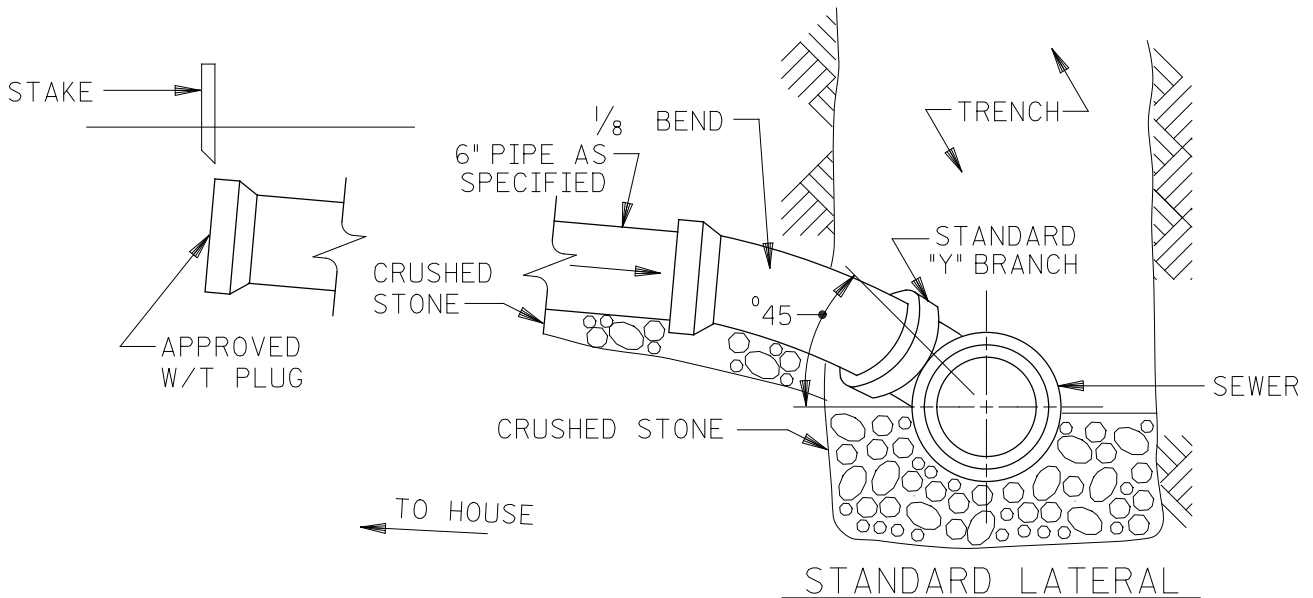 STAKE
1/8 BEND
6" PIPE AS
SPECIFIED
TRENCH
STANDARD
"Y" BRANCH
CRUSHED
STONE
°45
APPROVED
W/T PLUG
SEWER
CRUSHED STONE
TO HOUSE
STANDARD LATERAL